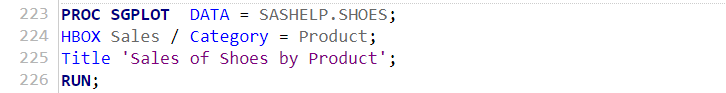 223 PROC SGPLOT  DATA = SASHELP.SHOES;
224 HBOX Sales / Category = Product;
225 Title 'Sales of Shoes by Product';
226 RUN;